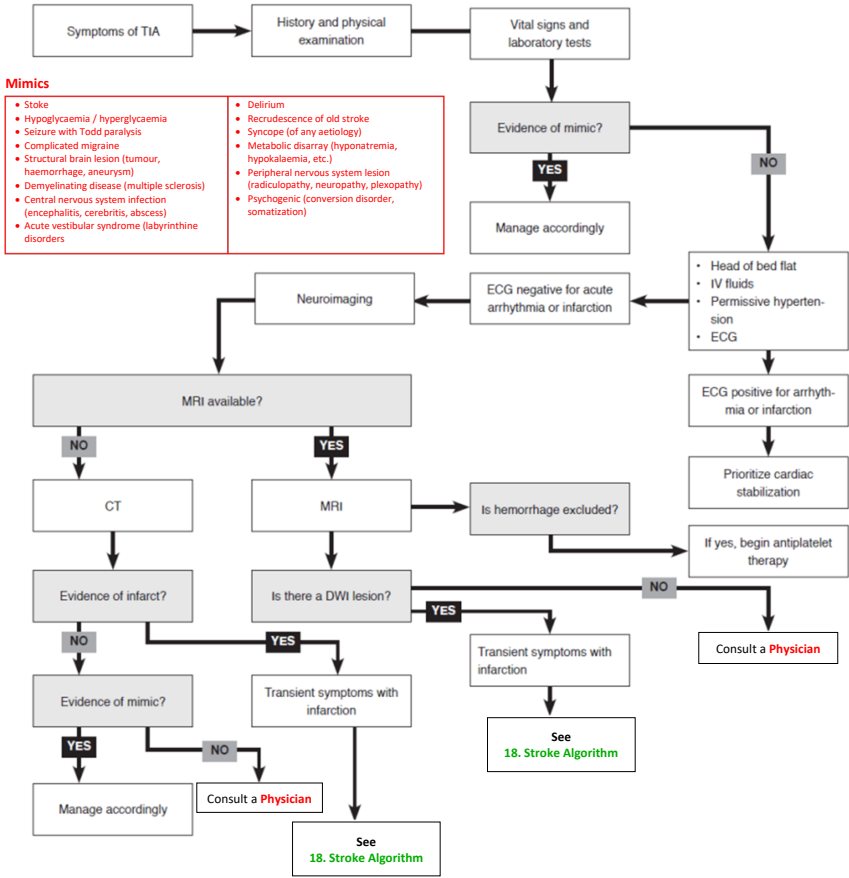 Symptoms of TIA
History and physical
examination
Vital signs and
laboratory tests
Mimics
• Stoke
• Hypoglycaemia / hyperglycaemia
• Seizure with Todd paralysis
• Complicated migraine
• Structural brain lesion (tumour,
haemorrhage, aneurysm)
• Demyelinating disease (multiple sclerosis)
• Central nervous system infection
(encephalitis, cerebritis, abscess)
• Acute vestibular syndrome (labyrinthine
disorders
• Delirium
• Recrudescence of old stroke
• Syncope (of any aetiology)
• Metabolic disarray (hyponatremia,
hypokalaemia, etc.)
• Peripheral nervous system lesion
(radiculopathy, neuropathy, plexopathy)
• Psychogenic (conversion disorder,
somatization)
Evidence of mimic?
YES
NO
Manage accordingly
• Head of bed flat
• IV fluids
• Permissive hyperten-
sion
• ECG
ECG negative for acute
arrhythmia or infarction
Neuroimaging
ECG positive for arrhyth-
mia or infarction
Prioritize cardiac
stabilization
MRI available?
NO
YES
CT
MRI
Is hemorrhage excluded?
If yes, begin antiplatelet
therapy
Evidence of infarct?
Is there a DWI lesion?
NO
YES
NO
YES
Consult a Physician
Transient symptoms with
infarction
Evidence of mimic?
Transient symptoms with
infarction
See
18. Stroke Algorithm
YES
NO
Manage accordingly
Consult a Physician
See
18. Stroke Algorithm